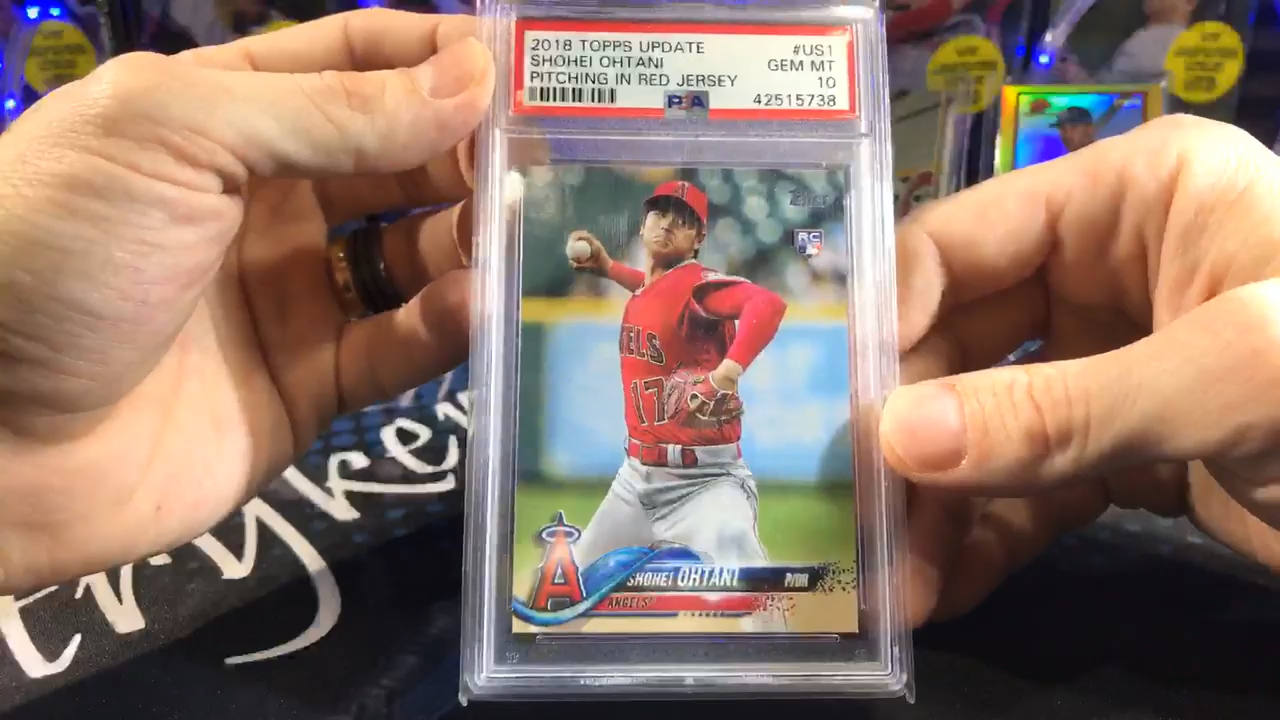 2018 TOPPS UPDATE #US1
SHOHEI OHTANI GEM MT
PITCHING IN RED JERSEY 10
PSA 42515738
Topps
RC
ELS
17
A
SHOHEI OHTANI P/DH
ANGELS